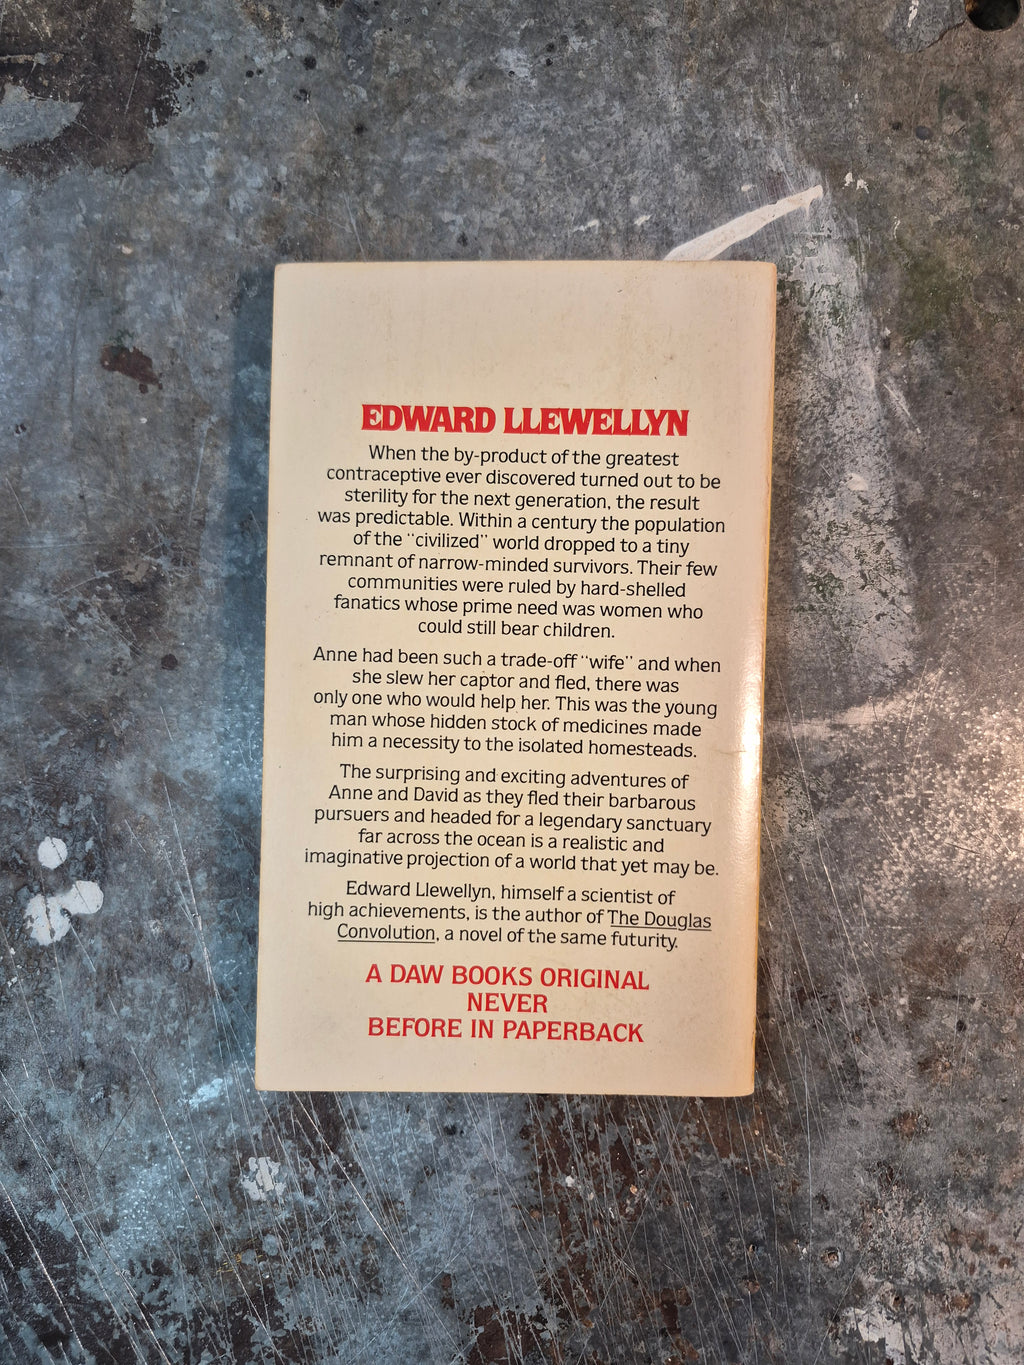 EDWARD LLEWELLYN
When the by-product of the greatest
contraceptive ever discovered turned out to be
sterility for the next generation, the result
was predictable. Within a century the population
of the "civilized" world dropped to a tiny
remnant of narrow-minded survivors. Their few
communities were ruled by hard-shelled
fanatics whose prime need was women who
could still bear children.
Anne had been such a trade-off "wife" and when
she slew her captor and fled, there was
only one who would help her. This was the young
man whose hidden stock of medicines made
him a necessity to the isolated homesteads.
The surprising and exciting adventures of
Anne and David as they fled their barbarous
pursuers and headed for a legendary sanctuary
far across the ocean is a realistic and
imaginative projection of a world that yet may be.
Edward Llewellyn, himself a scientist of
high achievements, is the author of The Douglas
Convolution, a novel of the same futurity.
A DAW BOOKS ORIGINAL
NEVER
BEFORE IN PAPERBACK